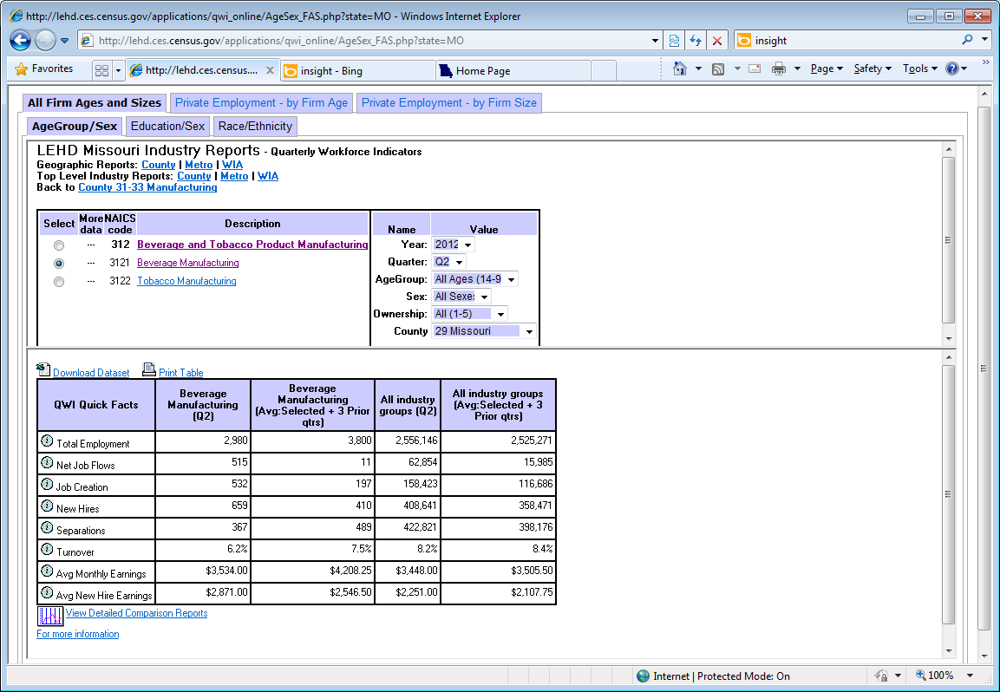 http://lehd.ces.census.gov/applications/qwi_online/AgeSex_FAS.php?state=MO - Windows Internet Explorer
http://lehd.ces.census.gov/applications/qwi_online/AgeSex_FAS.php?state=MO
insight
Favorites
http://lehd.ces.census....
insight - Bing
Home Page
Page Safety Tools
All Firm Ages and Sizes Private Employment - by Firm Age Private Employment - by Firm Size
AgeGroup/Sex Education/Sex Race/Ethnicity
LEHD Missouri Industry Reports - Quarterly Workforce Indicators
Geographic Reports: County | Metro | WIA
Top Level Industry Reports: County | Metro | WIA
Back to County 31-33 Manufacturing
Select More data NAICS code Description
--- 312 Beverage and Tobacco Product Manufacturing
--- 3121 Beverage Manufacturing
--- 3122 Tobacco Manufacturing
Name Value
Year: 2012
Quarter: Q2
AgeGroup: All Ages (14-9
Sex: All Sexe:
Ownership: All (1-5)
County 29 Missouri
Download Dataset Print Table
QWI Quick Facts Beverage Manufacturing (Q2) Beverage Manufacturing (Avg:Selected + 3 Prior qtrs) All industry groups (Q2) All industry groups (Avg:Selected + 3 Prior qtrs)
Total Employment 2,980 3,800 2,556,146 2,525,271
Net Job Flows 515 11 62,854 15,985
Job Creation 532 197 158,423 116,686
New Hires 659 410 408,641 358,471
Separations 367 489 422,821 398,176
Turnover 6.2% 7.5% 8.2% 8.4%
Avg Monthly Earnings $3,534.00 $4,208.25 $3,448.00 $3,505.50
Avg New Hire Earnings $2,871.00 $2,546.50 $2,251.00 $2,107.75
View Detailed Comparison Reports
For more information
Internet | Protected Mode: On
100%